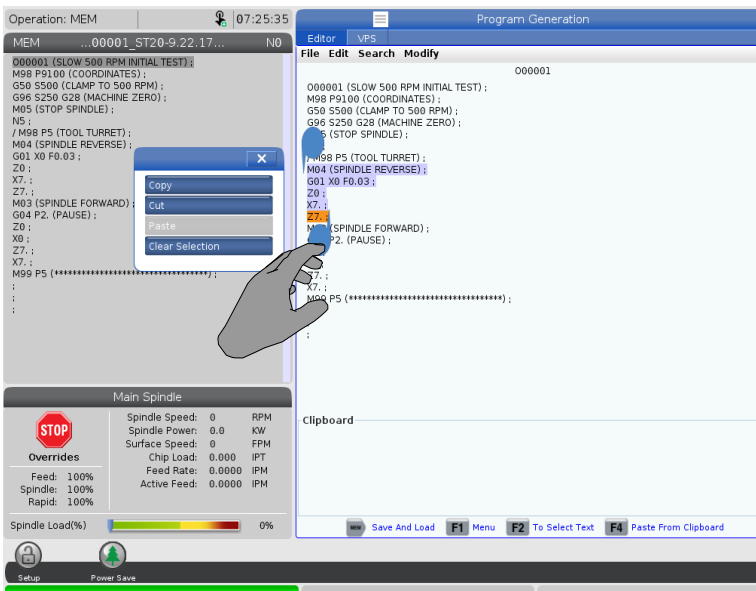 Operation: MEM
07:25:35
Program Generation
MEM ...00001_ST20-9.22.17... N0
O00001 (SLOW 500 RPM INITIAL TEST) ;
M98 P9100 (COORDINATES) ;
G50 S500 (CLAMP TO 500 RPM) ;
G96 S250 G28 (MACHINE ZERO) ;
M05 (STOP SPINDLE) ;
N5 ;
/ M98 P5 (TOOL TURRET) ;
M04 (SPINDLE REVERSE) ;
G01 X0 F0.03 ;
Z0 ;
X7. ;
Z7. ;
M03 (SPINDLE FORWARD)
G04 P2. (PAUSE) ;
Z0 ;
X0 ;
Z7. ;
X7. ;
M99 P5 (*********************************) ;
;
;
;
X
Copy
Cut
Paste
Clear Selection
Editor VPS
File Edit Search Modify
O00001
O00001 (SLOW 500 RPM INITIAL TEST) ;
M98 P9100 (COORDINATES) ;
G50 S500 (CLAMP TO 500 RPM) ;
G96 S250 G28 (MACHINE ZERO) ;
(STOP SPINDLE) ;
;
/ M98 P5 (TOOL TURRET) ;
M04 (SPINDLE REVERSE) ;
G01 X0 F0.03 ;
Z0 ;
X7. ;
Z7. ;
(SPINDLE FORWARD) ;
P2. (PAUSE) ;
Z7. ;
X7. ;
M99 P5 (*********************************) ;
;
Clipboard
Main Spindle
STOP
Overrides
Feed: 100%
Spindle: 100%
Rapid: 100%
Spindle Speed: 0 RPM
Spindle Power: 0.0 KW
Surface Speed: 0 FPM
Chip Load: 0.000 IPT
Feed Rate: 0.0000 IPM
Active Feed: 0.0000 IPM
Spindle Load(%) 0%
MEM Save And Load F1 Menu F2 To Select Text F4 Paste From Clipboard
Setup Power Save